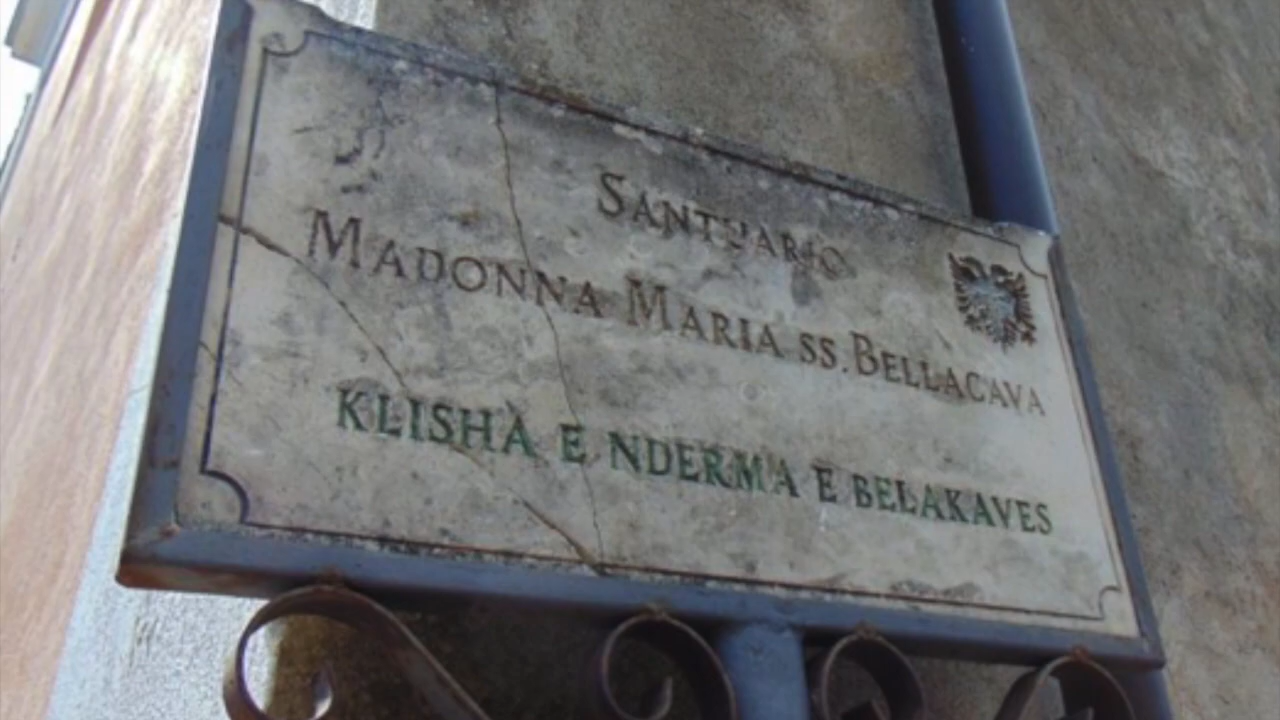 SANTUARIO
MADONNA MARIA SS. BELLACAVA
KLISHA E NDERMA E BELAKAVES